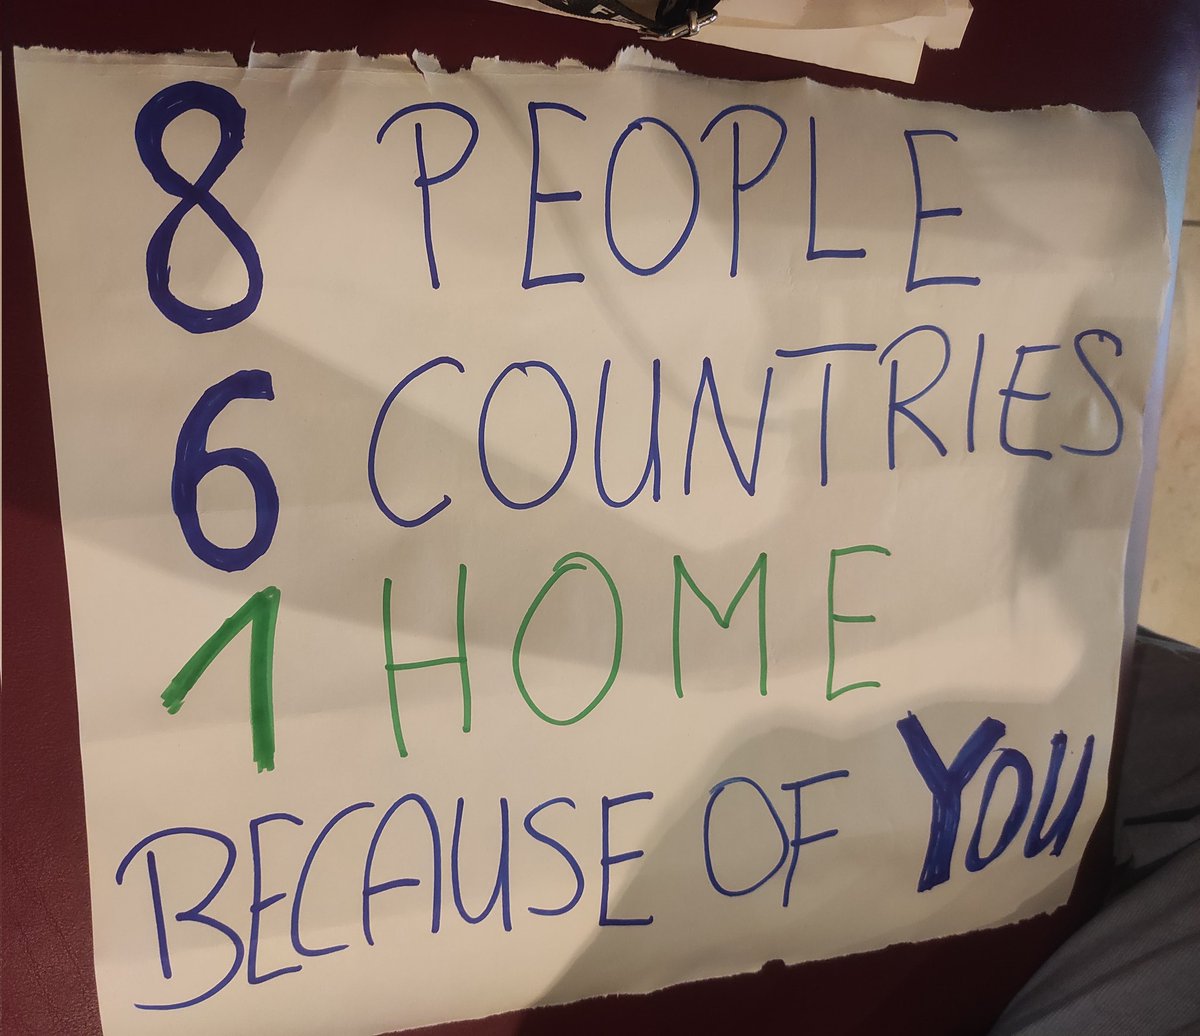 8 PEOPLE
6 COUNTRIES
1 HOME
BECAUSE OF YOU